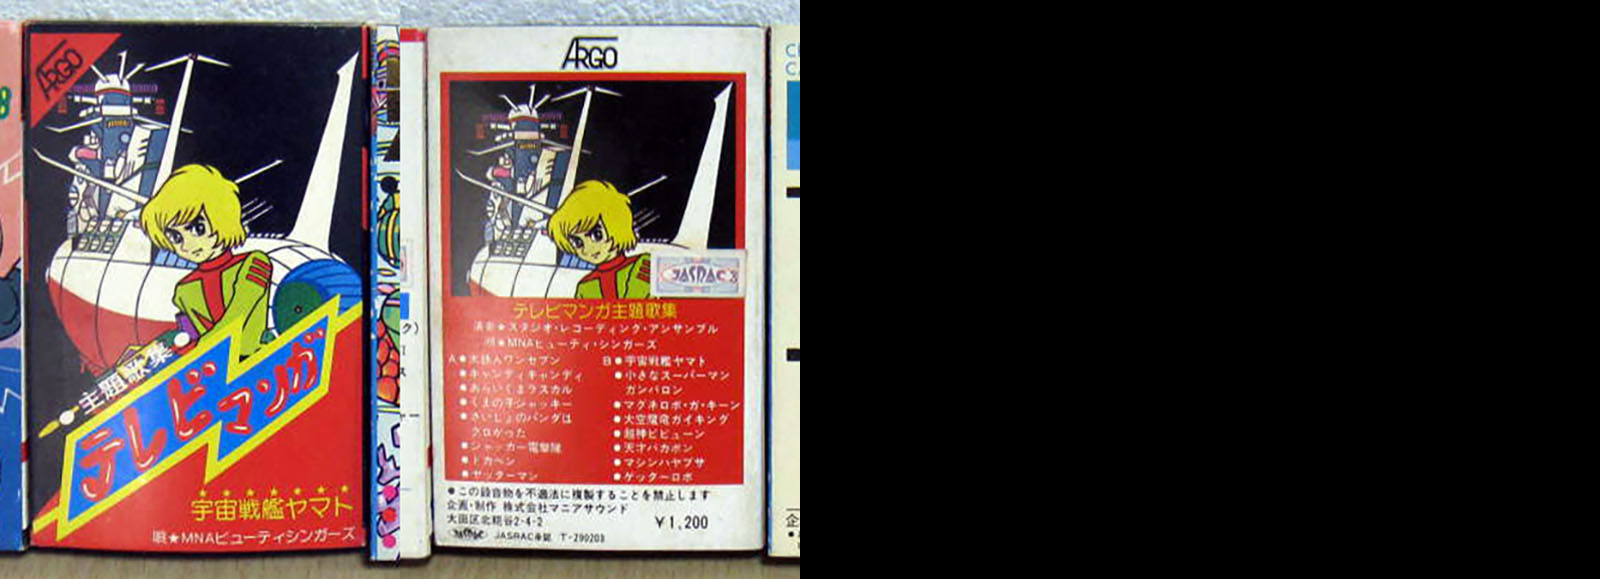 ARGO
主題歌集
テレビマンガ
宇宙戦艦ヤマト
唄★MNAビューティシンガーズ
ARGO
JASRAC
テレビマンガ主題歌集
演奏★スタジオ・レコーディング・アンサンブル
唄★MNAビューティ・シンガーズ
A●大鉄人ワンセブン
●キャンディキャンディ
●あらいぐまラスカル
●くまの子ジャッキー
●さいしょのパンダは
クロかった
●ジャッカー電撃隊
●ドカベン
●ヤッターマン
B●宇宙戦艦ヤマト
●小さなスーパーマン
ガンバロン
●マグネロボ・ガ・キーン
●大空魔竜ガイキング
●超神ビビューン
●天才バカボン
●マシンハヤブサ
●ゲッターロボ
●この録音物を不適法に複製することを禁止します
企画・制作 株式会社マニアサウンド
大田区北糀谷2-4-2
¥1,200
JASRAC承認 T-290203